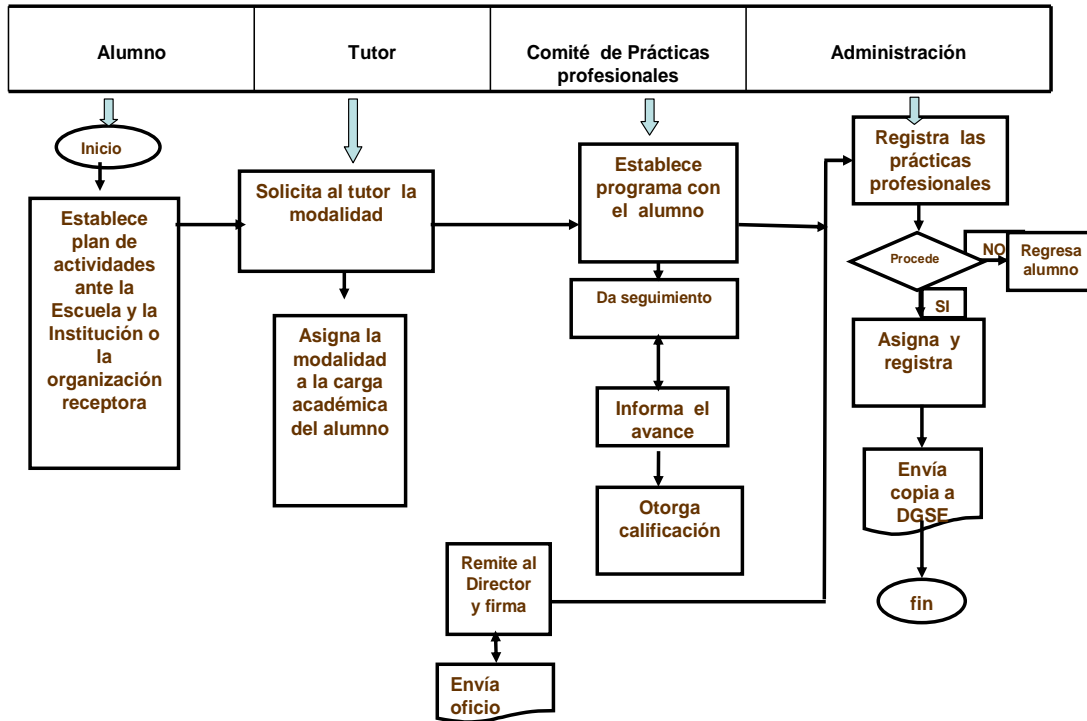 Alumno
Tutor
Comité de Prácticas
profesionales
Administración
Inicio
Establece
plan de
actividades
ante la
Escuela y la
Institución o
la
organización
receptora
Solicita al tutor la
modalidad
Asigna la
modalidad
a la carga
académica
del alumno
Establece
programa con
el alumno
Da seguimiento
Informa el
avance
Otorga
calificación
Remite al
Director
y firma
Envía
oficio
Registra las
prácticas
profesionales
Procede
NO
Regresa
alumno
SI
Asigna y
registra
Envía
copia a
DGSE
fin